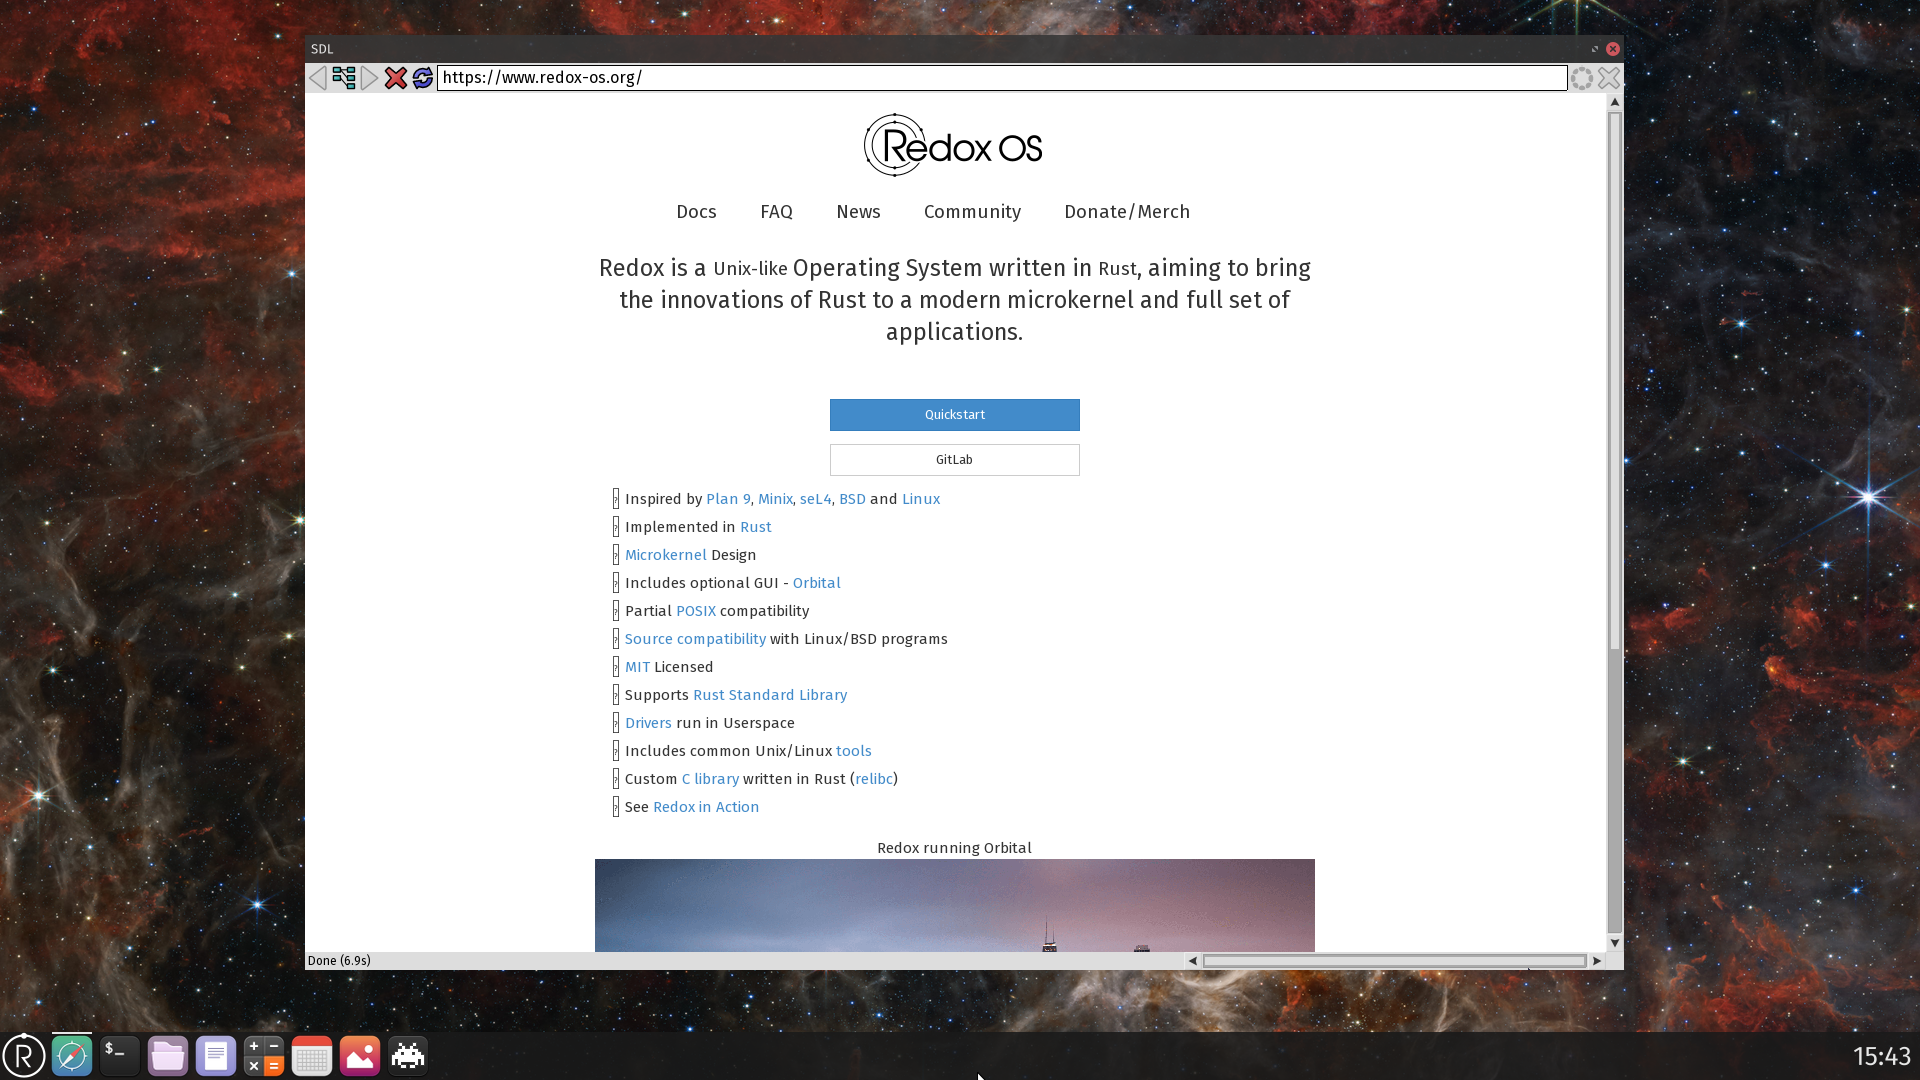 SDL
https://www.redox-os.org/
Redox OS
Docs FAQ News Community Donate/Merch
Redox is a Unix-like Operating System written in Rust, aiming to bring
the innovations of Rust to a modern microkernel and full set of
applications.
Quickstart
GitLab
Inspired by Plan 9, Minix, seL4, BSD and Linux
Implemented in Rust
Microkernel Design
Includes optional GUI - Orbital
Partial POSIX compatibility
Source compatibility with Linux/BSD programs
MIT Licensed
Supports Rust Standard Library
Drivers run in Userspace
Includes common Unix/Linux tools
Custom C library written in Rust (relibc)
See Redox in Action
Redox running Orbital
Done (6.9s)
R $_ + − × = 15:43